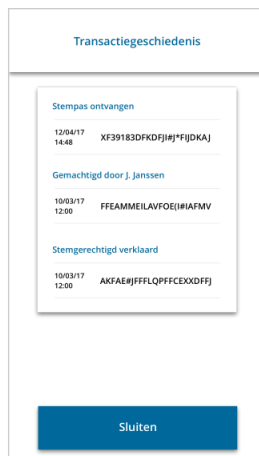 Transactiegeschiedenis
Stempas ontvangen
12/04/17
14:48
XF39183DFKDFJI#J*FIJDKAJ
Gemachtigd door J. Janssen
10/03/17
12:00
FFEAMMEILAVFOE(I#IAFMV
Stemgerechtigd verklaard
10/03/17
12:00
AKFAE#JFFFLQPFFCEXXDFFJ
Sluiten